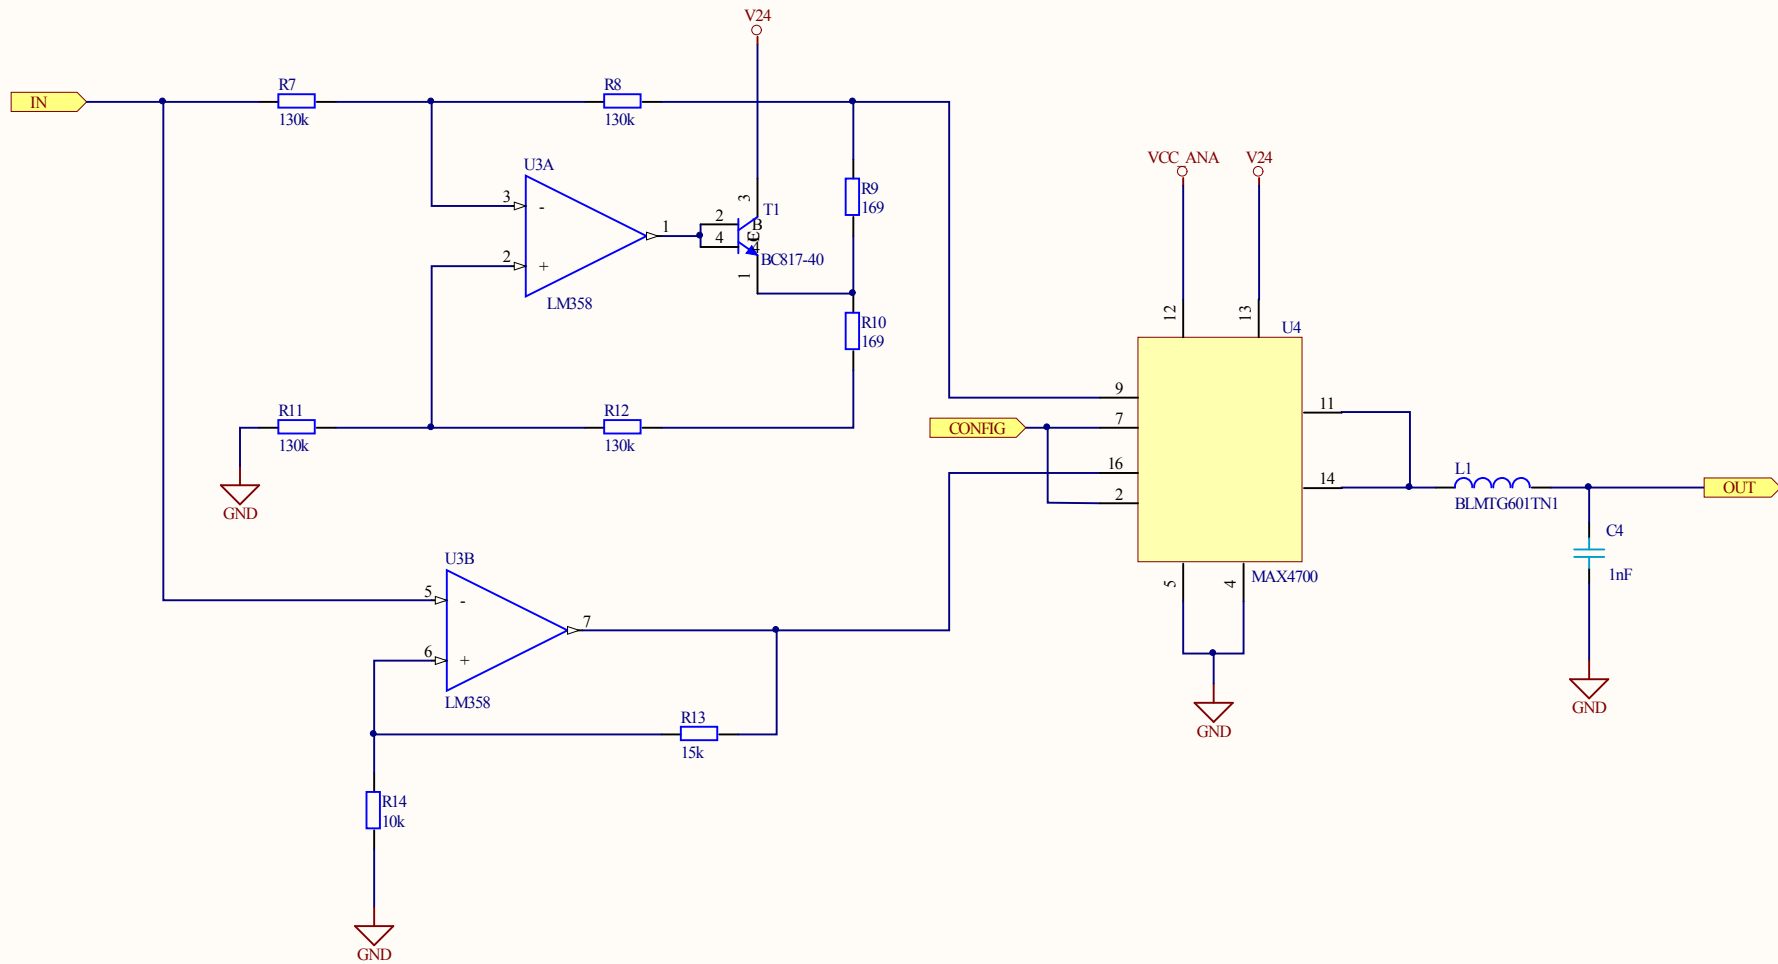 V24
IN
R7
130k
R8
130k
U3A
3
-
2
+
1
LM358
2
4
3
B
C
E
4
1
T1
BC817-40
R9
169
R10
169
R11
130k
R12
130k
GND
VCC_ANA
V24
12
13
U4
9
7
16
2
11
14
5
4
MAX4700
CONFIG
GND
L1
BLMTG601TN1
OUT
C4
1nF
GND
U3B
5
-
6
+
7
LM358
R13
15k
R14
10k
GND